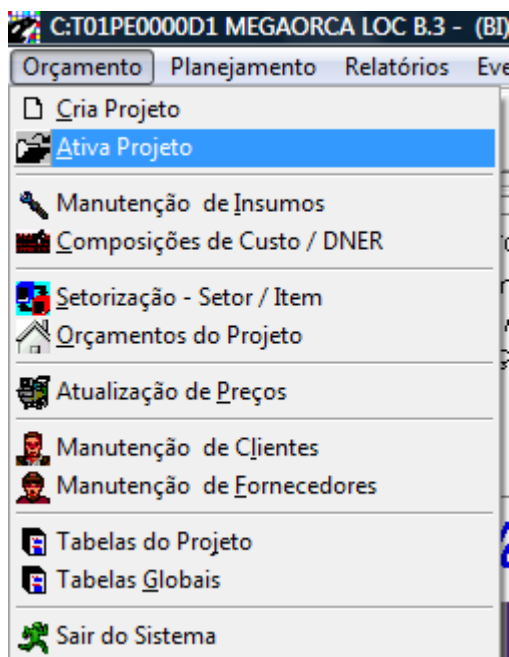 C:T01PE0000D1 MEGAORCA LOC B.3 - (BI)
Orçamento Planejamento Relatórios Eve
Cria Projeto
Ativa Projeto
Manutenção de Insumos
Composições de Custo / DNER
Setorização - Setor / Item
Orçamentos do Projeto
Atualização de Preços
Manutenção de Clientes
Manutenção de Fornecedores
Tabelas do Projeto
Tabelas Globais
Sair do Sistema